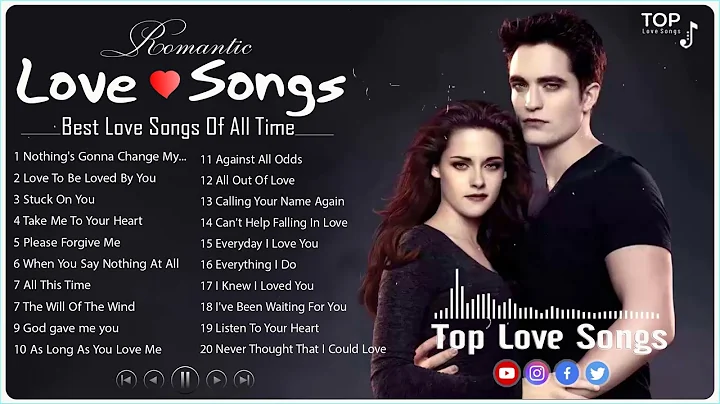 Romantic
Love Songs
Best Love Songs Of All Time
1 Nothing's Gonna Change My...
2 Love To Be Loved By You
3 Stuck On You
4 Take Me To Your Heart
5 Please Forgive Me
6 When You Say Nothing At All
7 All This Time
7 The Will Of The Wind
9 God gave me you
10 As Long As You Love Me
11 Against All Odds
12 All Out Of Love
13 Calling Your Name Again
14 Can't Help Falling In Love
15 Everyday I Love You
16 Everything I Do
17 I Knew I Loved You
18 I've Been Waiting For You
19 Listen To Your Heart
20 Never Thought That I Could Love
TOP
Love Songs
Top Love Songs